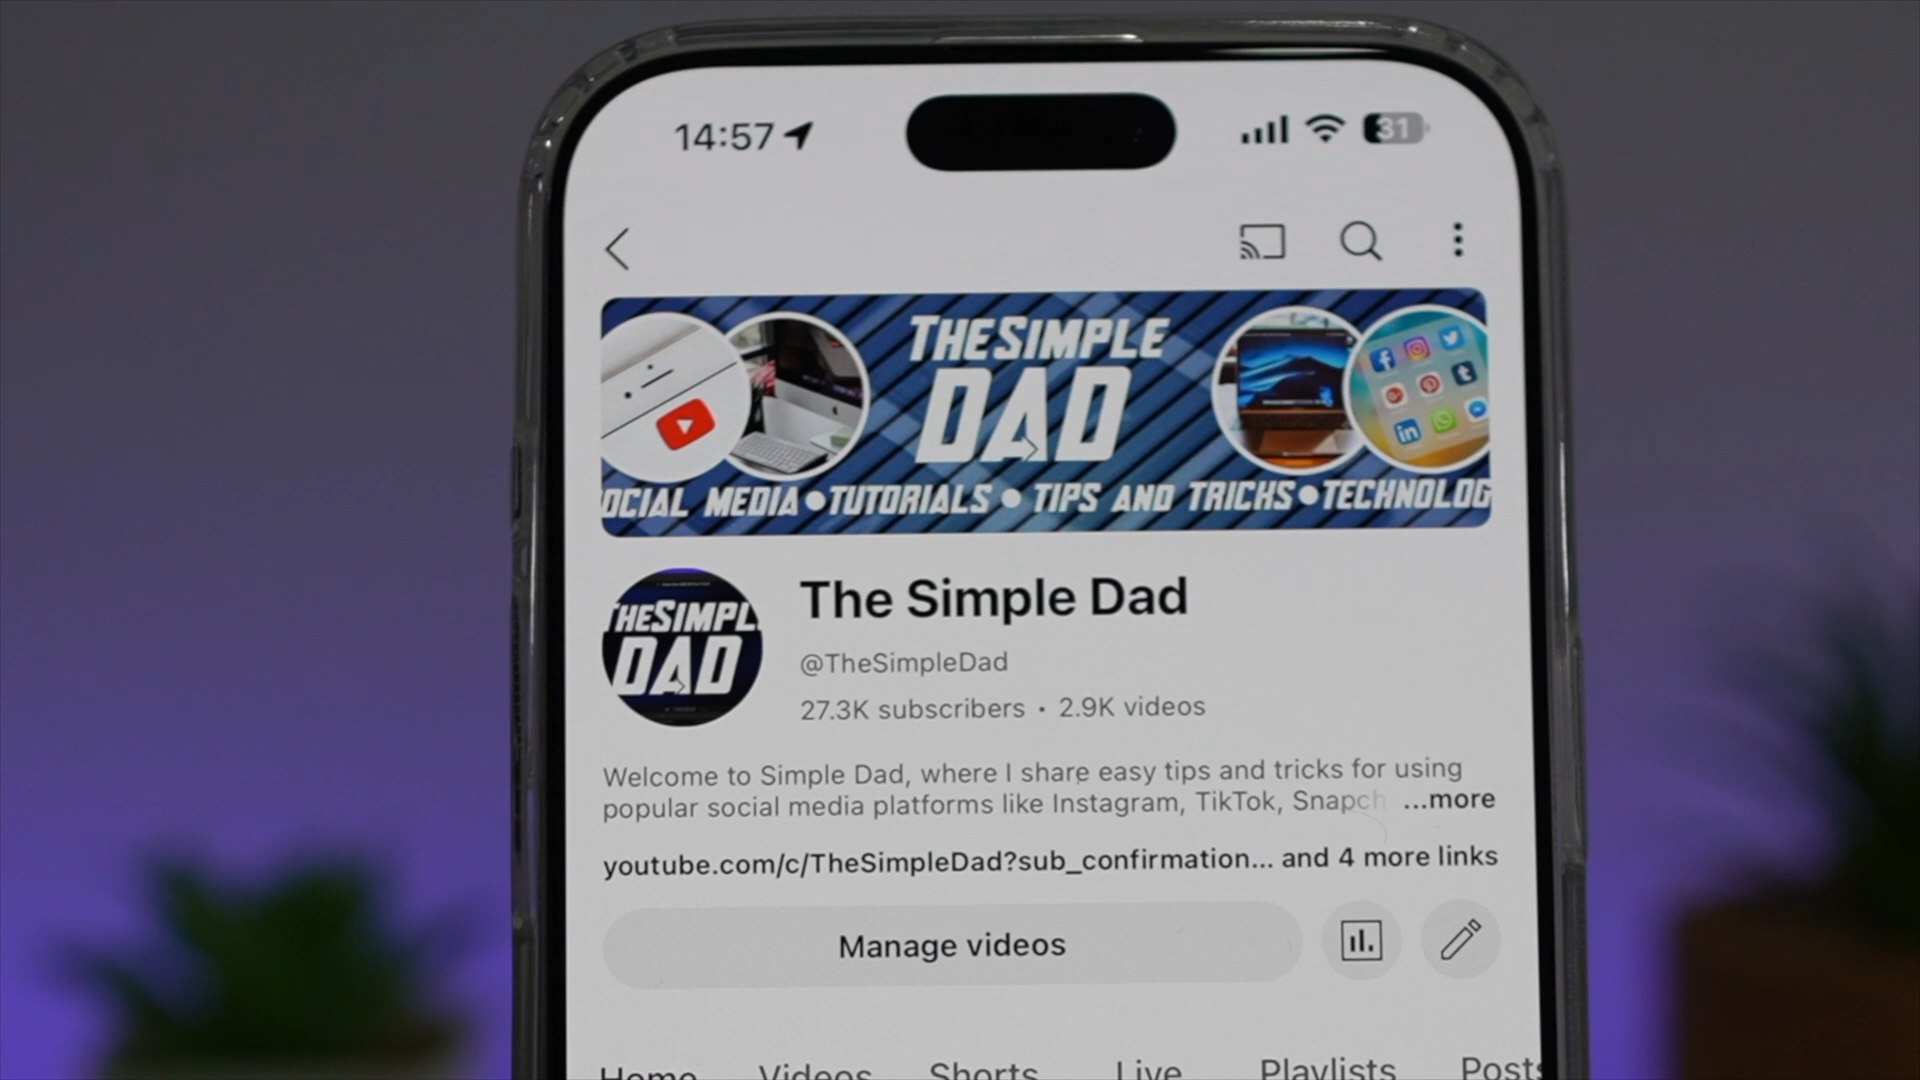 14:57
31
THESIMPLE
DAD
OCIAL MEDIA•TUTORIALS • TIPS AND TRICHS•TECHNOLOG
THESIMPL
DAD
The Simple Dad
@TheSimpleDad
27.3K subscribers • 2.9K videos
Welcome to Simple Dad, where I share easy tips and tricks for using
popular social media platforms like Instagram, TikTok, Snapch ...more
youtube.com/c/TheSimpleDad?sub_confirmation... and 4 more links
Manage videos
Home Videos Shorts Live Playlists Posts